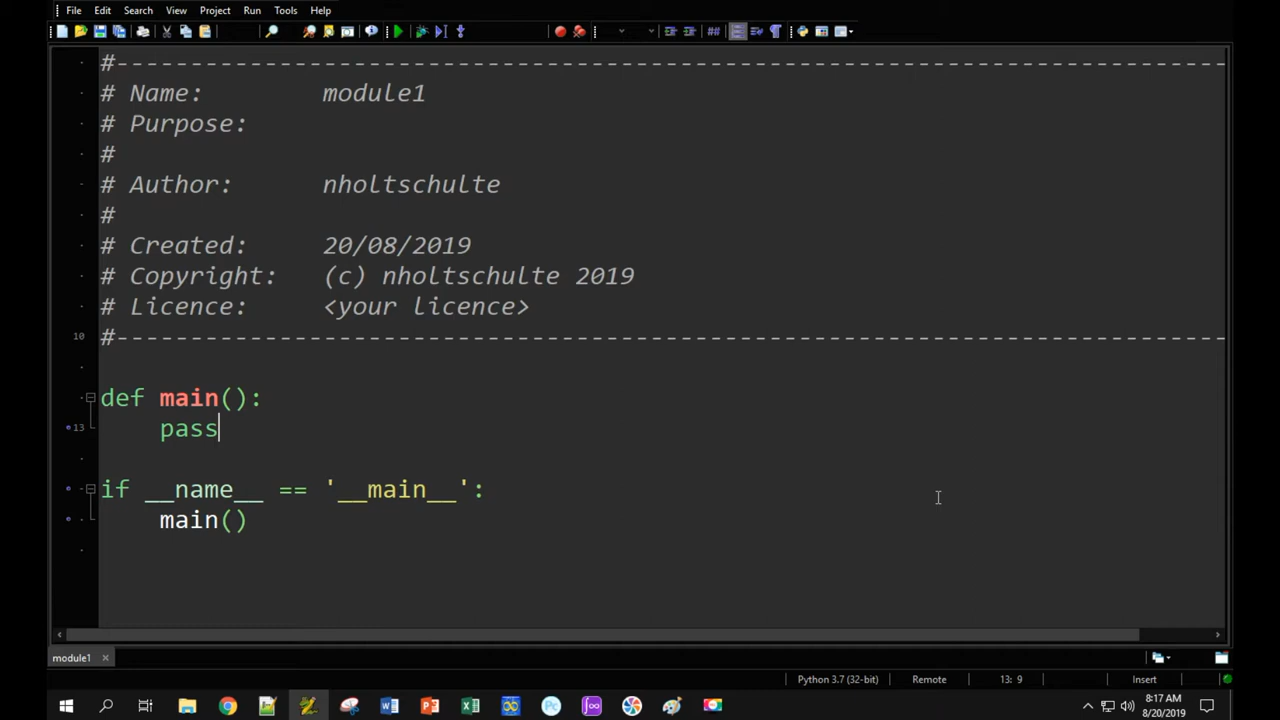 File Edit Search View Project Run Tools Help
#----------------------------------------------------------------------------
# Name:        module1
# Purpose:
#
# Author:      nholtschulte
#
# Created:     20/08/2019
# Copyright:   (c) nholtschulte 2019
# Licence:     <your licence>
10 #----------------------------------------------------------------------------
def main():
13     pass
if __name__ == '__main__':
    main()
module1
Python 3.7 (32-bit) Remote 13: 9 Insert
8:17 AM
8/20/2019